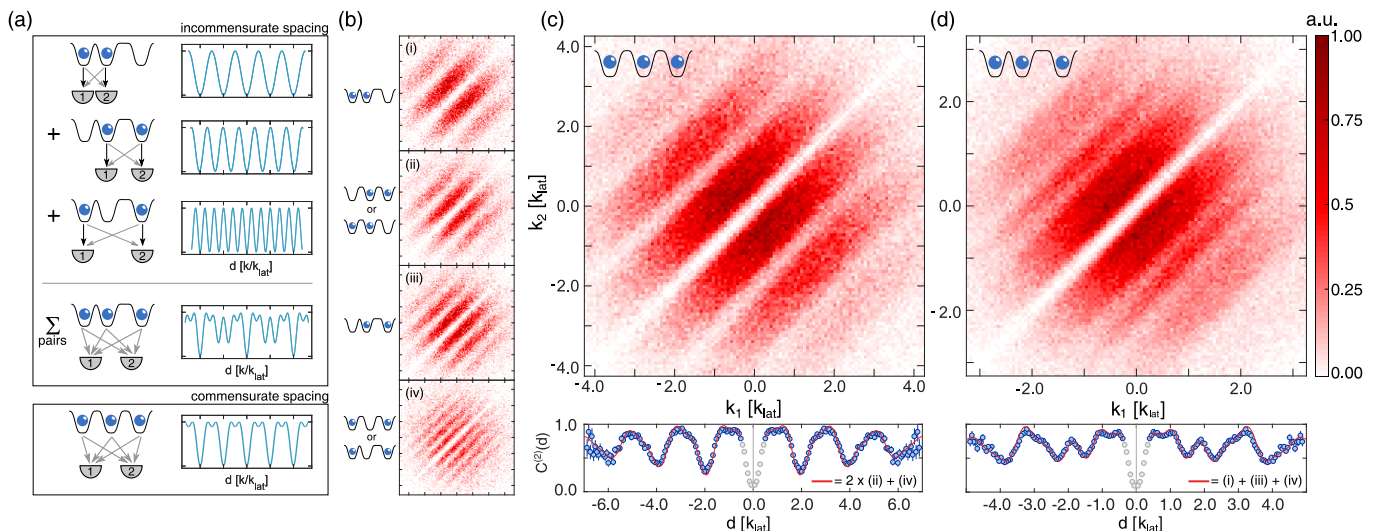 (a)
incommensurate spacing
1 2
+
1 2
+
1 2
d [k/k_lat]
Σ
pairs
1 2
d [k/k_lat]
commensurate spacing
1 2
d [k/k_lat]
(b)
(i)
(ii)
or
(iii)
(iv)
or
(c)
4.0
2.0
0.0
-2.0
-4.0
k_2 [k_lat]
-4.0 -2.0 0.0 2.0 4.0
k_1 [k_lat]
1.0
0.0
C^(2)(d)
= 2 x (ii) + (iv)
-6.0 -4.0 -2.0 0.0 2.0 4.0 6.0
d [k_lat]
(d)
2.0
0.0
-2.0
-2.0 0.0 2.0
k_1 [k_lat]
= (i) + (iii) + (iv)
-5.0 -4.0 -3.0 -2.0 -1.0 0.0 1.0 2.0 3.0 4.0 5.0
d [k_lat]
a.u.
1.00
0.75
0.5
0.25
0.00